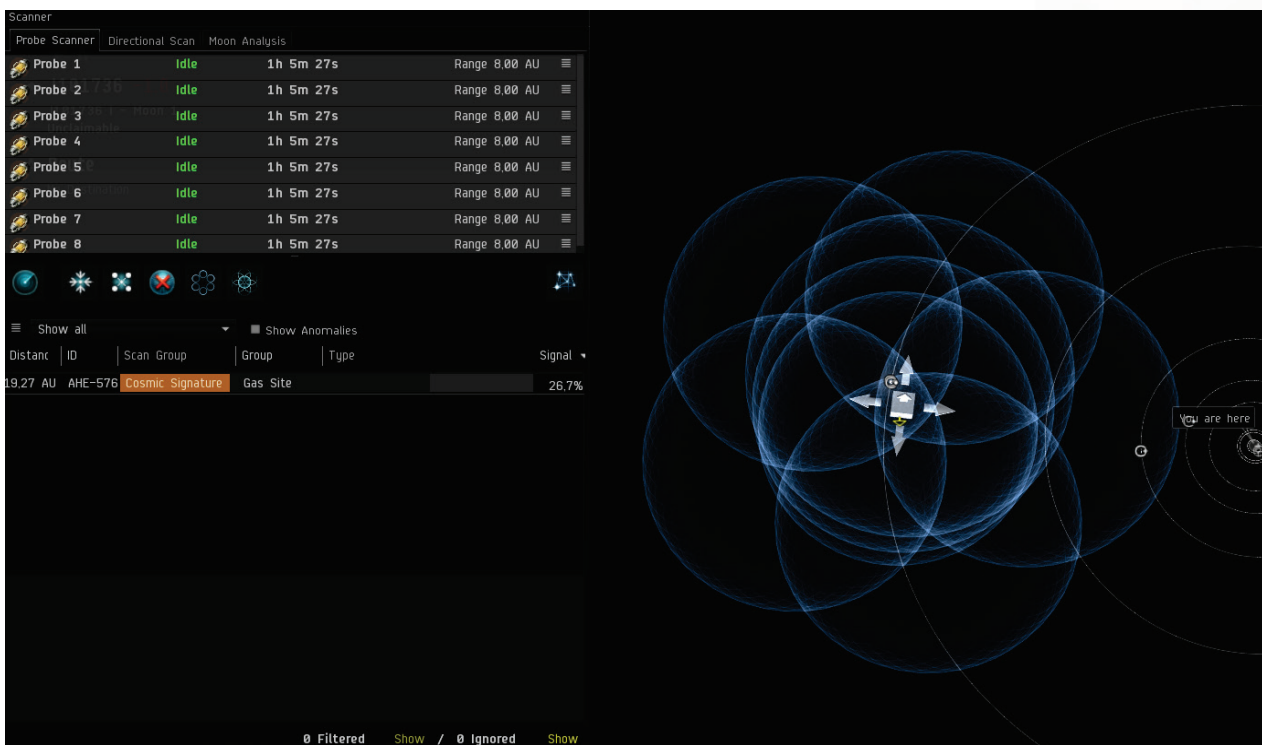 Scanner
Probe Scanner Directional Scan Moon Analysis
Probe 1 Idle 1h 5m 27s Range 8,00 AU
Probe 2 Idle 1h 5m 27s Range 8,00 AU
Probe 3 Idle 1h 5m 27s Range 8,00 AU
Probe 4 Idle 1h 5m 27s Range 8,00 AU
Probe 5 Idle 1h 5m 27s Range 8,00 AU
Probe 6 Idle 1h 5m 27s Range 8,00 AU
Probe 7 Idle 1h 5m 27s Range 8,00 AU
Probe 8 Idle 1h 5m 27s Range 8,00 AU
Show all Show Anomalies
Distanc ID Scan Group Group Type Signal
19,27 AU AHE-576 Cosmic Signature Gas Site 26,7%
0 Filtered Show / 0 Ignored Show
You are here